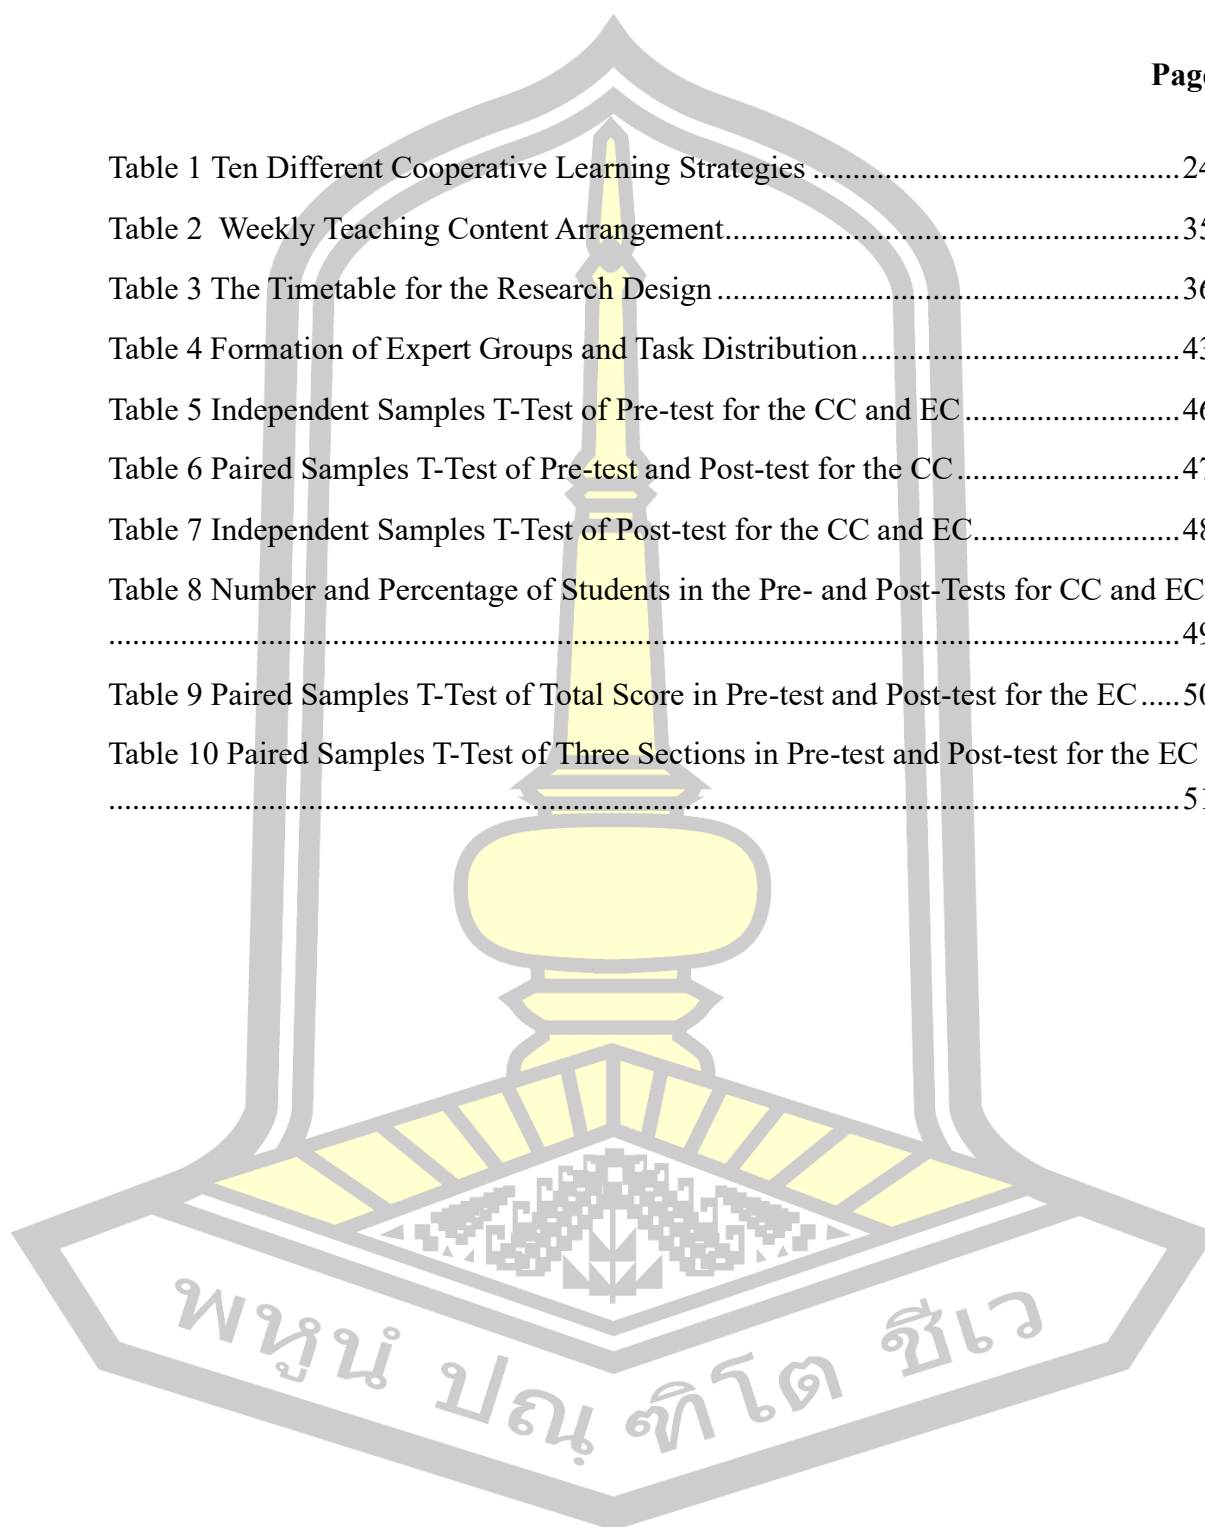 Page
Table 1 Ten Different Cooperative Learning Strategies ............................................. 24
Table 2  Weekly Teaching Content Arrangement........................................................ 35
Table 3 The Timetable for the Research Design ......................................................... 36
Table 4 Formation of Expert Groups and Task Distribution ....................................... 43
Table 5 Independent Samples T-Test of Pre-test for the CC and EC .......................... 46
Table 6 Paired Samples T-Test of Pre-test and Post-test for the CC ........................... 47
Table 7 Independent Samples T-Test of Post-test for the CC and EC......................... 48
Table 8 Number and Percentage of Students in the Pre- and Post-Tests for CC and EC
..................................................................................................................................... 49
Table 9 Paired Samples T-Test of Total Score in Pre-test and Post-test for the EC ..... 50
Table 10 Paired Samples T-Test of Three Sections in Pre-test and Post-test for the EC
..................................................................................................................................... 51
พหูนํ ปณฺฑิโต ชีเว